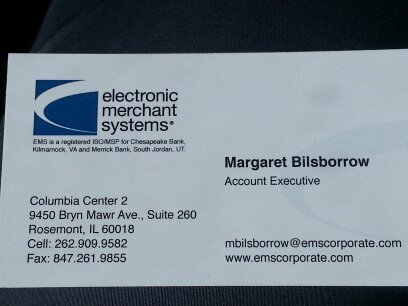 electronic
merchant
systems®
EMS is a registered ISO/MSP for Chesapeake Bank,
Kilmarnock, VA and Merrick Bank, South Jordan, UT.
Margaret Bilsborrow
Account Executive
Columbia Center 2
9450 Bryn Mawr Ave., Suite 260
Rosemont, IL 60018
Cell: 262.909.9582
Fax: 847.261.9855
mbilsborrow@emscorporate.com
www.emscorporate.com